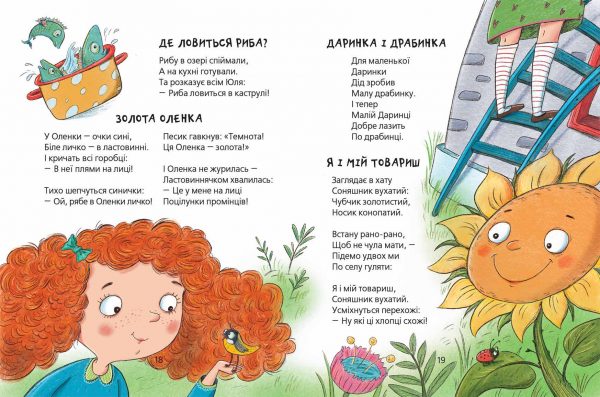 ДЕ ЛОВИТЬСЯ РИБА?
Рибу в озері спіймали,
А на кухні готували.
Та розказує всім Юля:
– Риба ловиться в каструлі!
ЗОЛОТА ОЛЕНКА
У Оленки – очки сині,
Біле личко – в ластовинні.
І кричать всі горобці:
– В неї плями на лиці!
Тихо шепчуться синички:
– Ой, рябе в Оленки личко!
Песик гавкнув: «Темнота!
Ця Оленка – золота!»
І Оленка не журилась –
Ластовиннячком хвалилась:
– Це у мене на лиці
Поцілунки промінців!
18
ДАРИНКА І ДРАБИНКА
Для маленької
Даринки
Дід зробив
Малу драбинку.
І тепер
Малій Даринці
Добре лазить
По драбинці.
Я І МІЙ ТОВАРИШ
Заглядає в хату
Соняшник вухатий:
Чубчик золотистий,
Носик конопатий.
Встану рано-рано,
Щоб не чула мати, –
Підемо удвох ми
По селу гуляти:
Я і мій товариш,
Соняшник вухатий.
Усміхнуться перехожі:
– Ну які ці хлопці схожі!
19